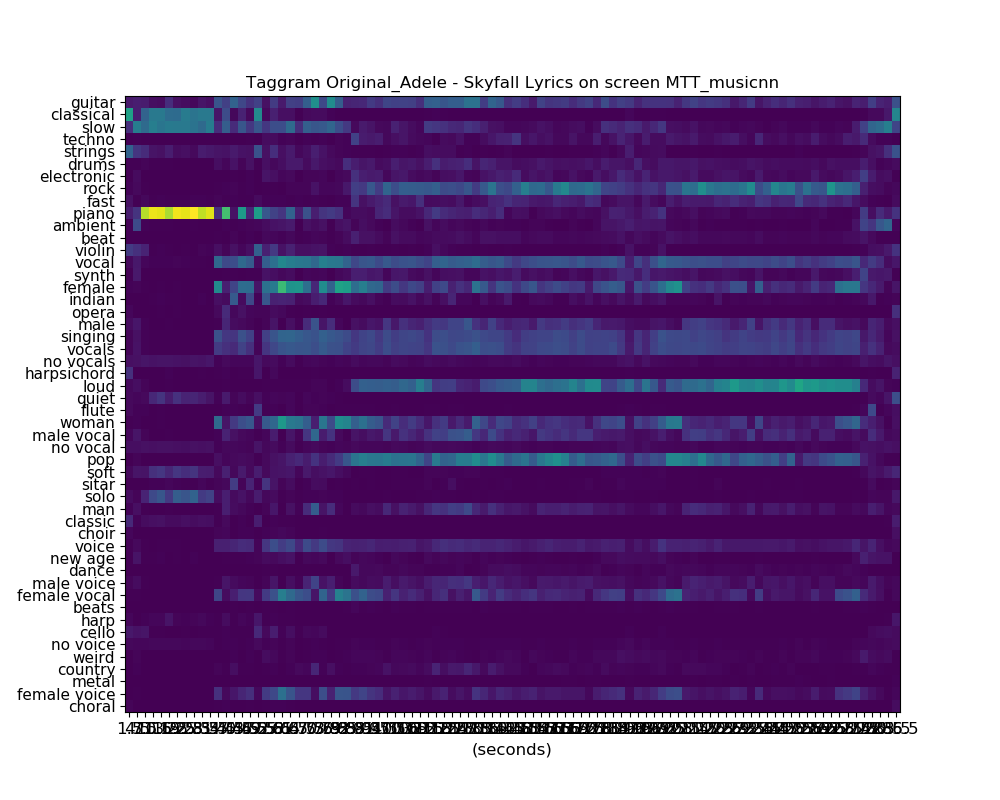 Taggram Original_Adele - Skyfall Lyrics on screen MTT_musicnn
guitar
classical
slow
techno
strings
drums
electronic
rock
fast
piano
ambient
beat
violin
vocal
synth
female
indian
opera
male
singing
vocals
no vocals
harpsichord
loud
quiet
flute
woman
male vocal
no vocal
pop
soft
sitar
solo
man
classic
choir
voice
new age
dance
male voice
female vocal
beats
harp
cello
no voice
weird
country
metal
female voice
choral
(seconds)